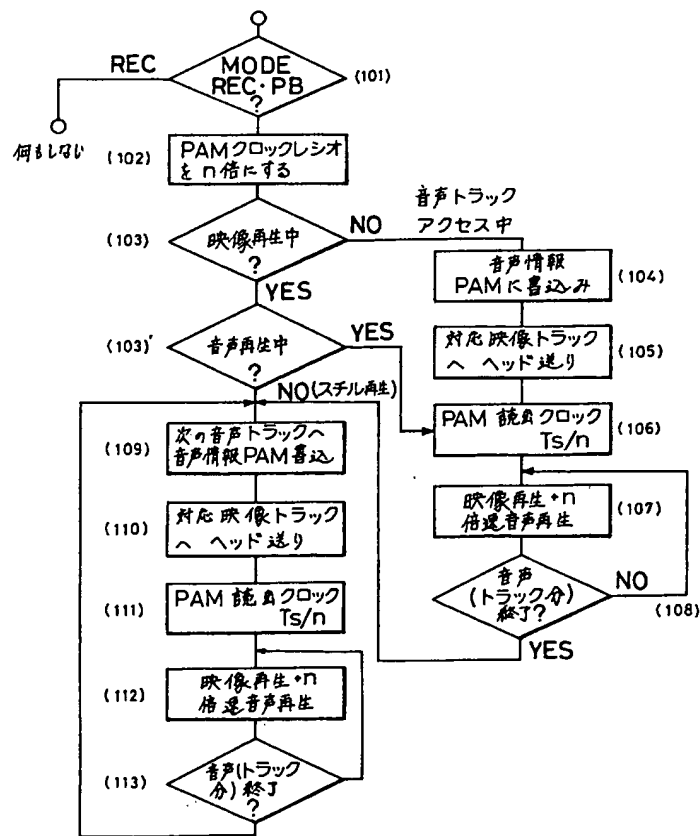 REC
MODE
REC・PB
?
(101)
何もしない
(102)
PAMクロックレシオ
をn倍にする
(103)
映像再生中
?
NO
音声トラック
アクセス中
YES
音声情報
PAMに書込み
(104)
(103)'
音声再生中
?
YES
対応映像トラック
へ ヘッド送り
(105)
NO(スチル再生)
PAM 読出クロック
Ts/n
(106)
(109)
次の音声トラックへ
音声情報PAM書込
映像再生+n
倍速音声再生
(107)
(110)
対応映像トラック
へ ヘッド送り
音声
(トラック分)
終了?
NO
(108)
YES
(111)
PAM 読出クロック
Ts/n
(112)
映像再生+n
倍速音声再生
(113)
音声(トラック
分)終了
?